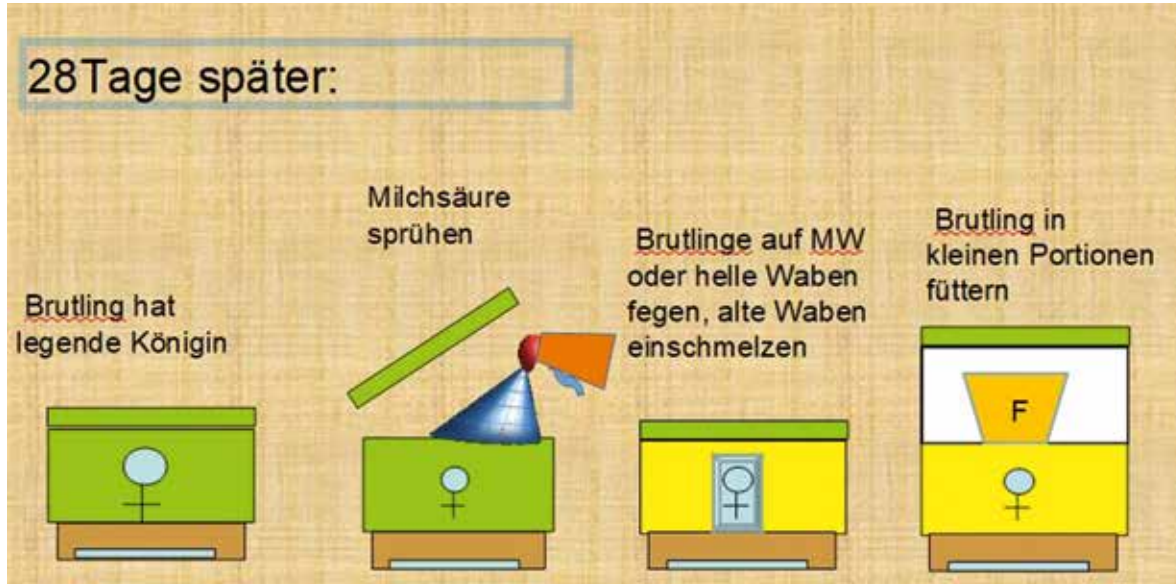 28Tage später:
Brutling hat
legende Königin
Milchsäure
sprühen
Brutlinge auf MW
oder helle Waben
fegen, alte Waben
einschmelzen
Brutling in
kleinen Portionen
füttern
F